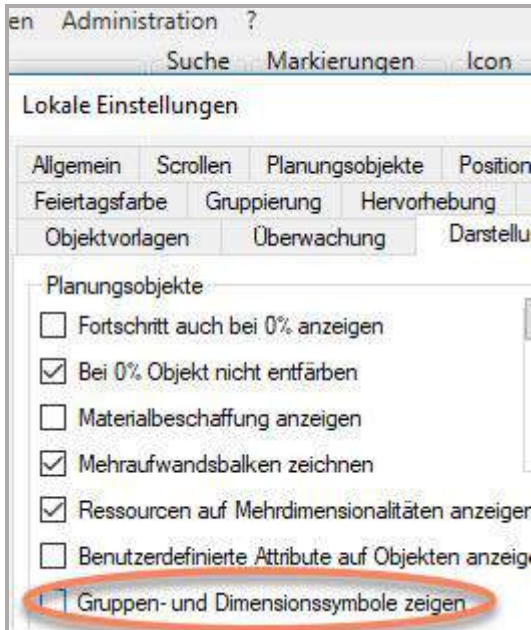 en Administration ?
Suche Markierungen Icon
Lokale Einstellungen
Allgemein Scrollen Planungsobjekte Position
Feiertagsfarbe Gruppierung Hervorhebung
Objektvorlagen Überwachung Darstellu
Planungsobjekte
Fortschritt auch bei 0% anzeigen
Bei 0% Objekt nicht entfärben
Materialbeschaffung anzeigen
Mehraufwandsbalken zeichnen
Ressourcen auf Mehrdimensionalitäten anzeigen
Benutzerdefinierte Attribute auf Objekten anzeige
Gruppen- und Dimensionssymbole zeigen